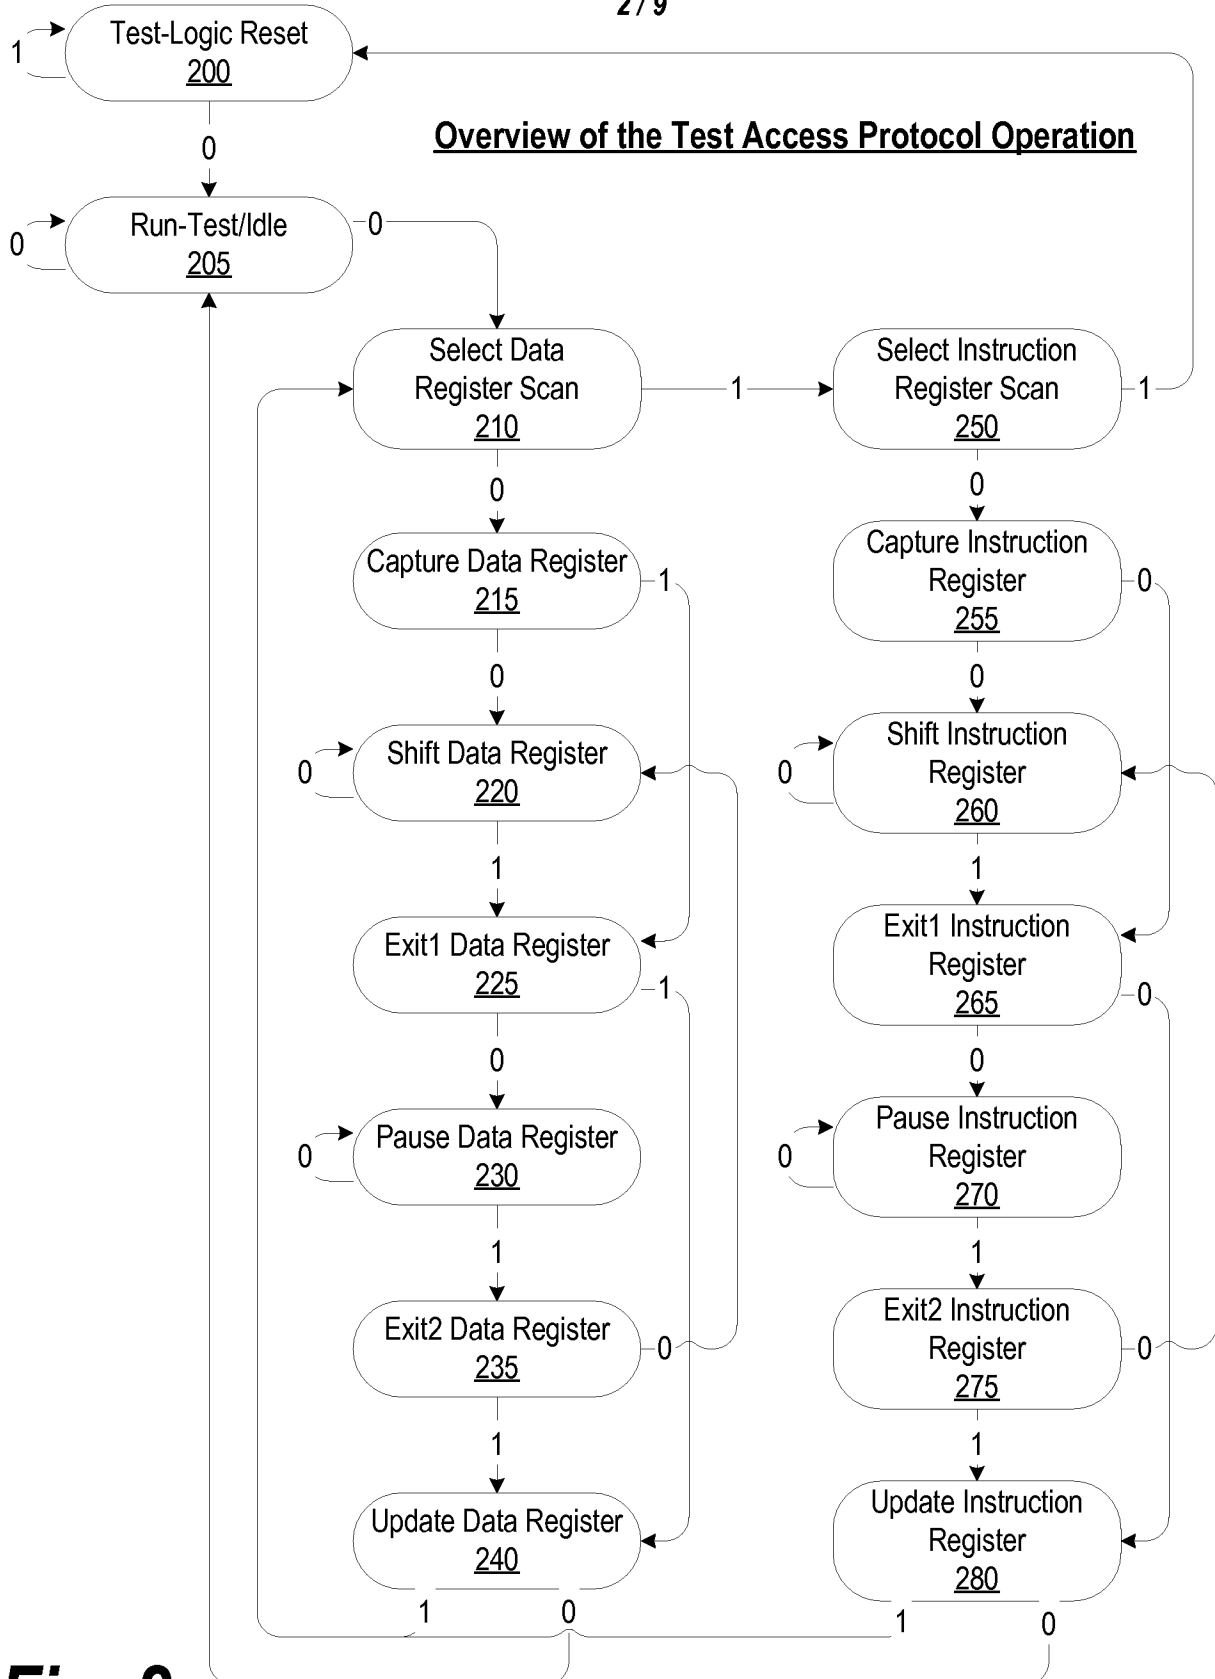 2 / 9
Test-Logic Reset
200
1
0
Overview of the Test Access Protocol Operation
Run-Test/Idle
205
0
0
Select Data
Register Scan
210
1
Select Instruction
Register Scan
250
1
0
0
Capture Data Register
215
1
Capture Instruction
Register
255
0
0
0
Shift Data Register
220
0
Shift Instruction
Register
260
0
1
1
Exit1 Data Register
225
1
Exit1 Instruction
Register
265
0
0
0
Pause Data Register
230
0
Pause Instruction
Register
270
0
1
1
Exit2 Data Register
235
0
Exit2 Instruction
Register
275
0
1
1
Update Data Register
240
Update Instruction
Register
280
1
0
1
0